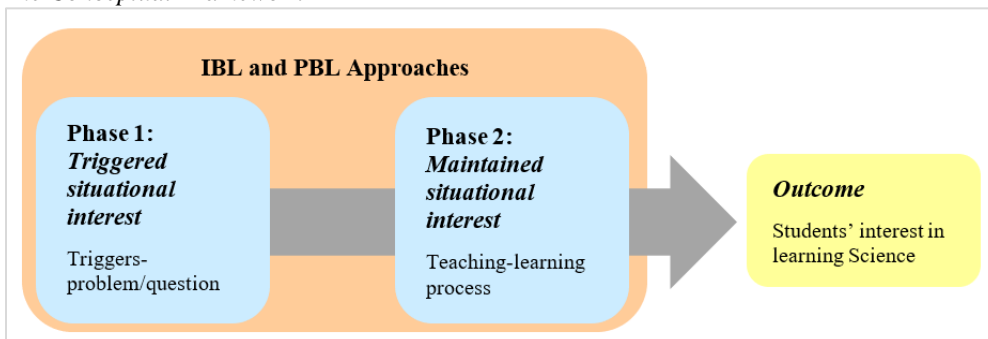 IBL and PBL Approaches
Phase 1:
Triggered
situational
interest
Triggers-
problem/question
Phase 2:
Maintained
situational
interest
Teaching-learning
process
Outcome
Students’ interest in
learning Science